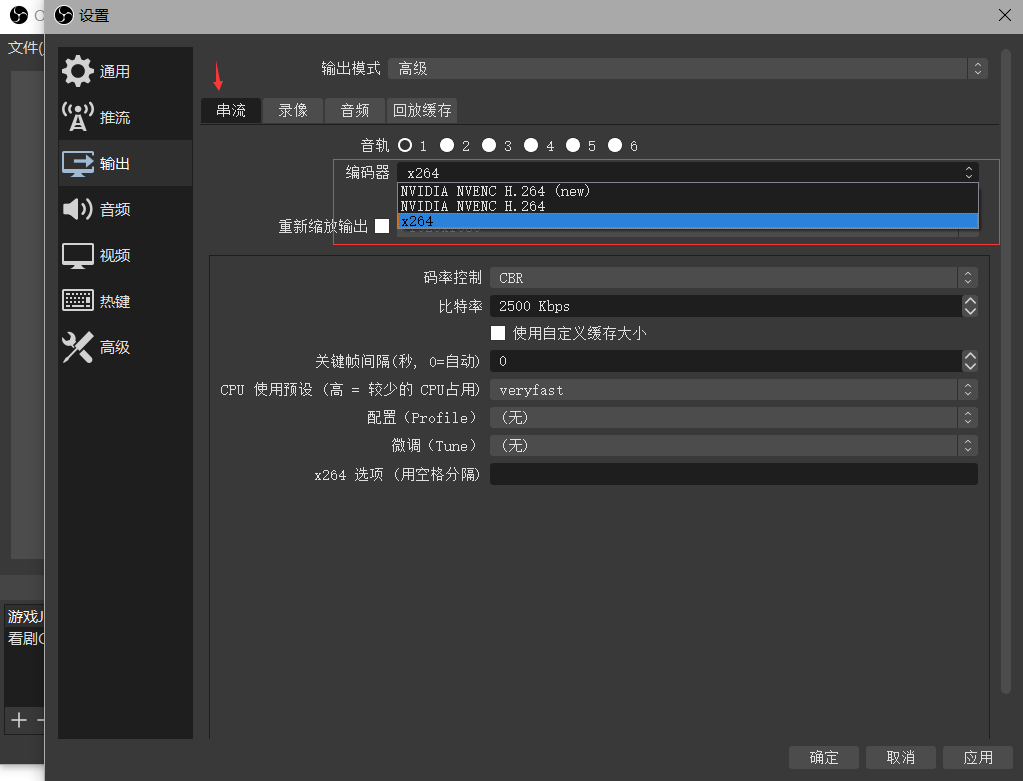 设置
文件(
通用
推流
输出
音频
视频
热键
高级
输出模式 高级
串流 录像 音频 回放缓存
音轨 1 2 3 4 5 6
编码器 x264
NVIDIA NVENC H.264 (new)
NVIDIA NVENC H.264
x264
重新缩放输出
码率控制 CBR
比特率 2500 Kbps
使用自定义缓存大小
关键帧间隔(秒, 0=自动) 0
CPU 使用预设 (高 = 较少的 CPU占用) veryfast
配置 (Profile) (无)
微调 (Tune) (无)
x264 选项 (用空格分隔)
游戏
看剧
确定 取消 应用